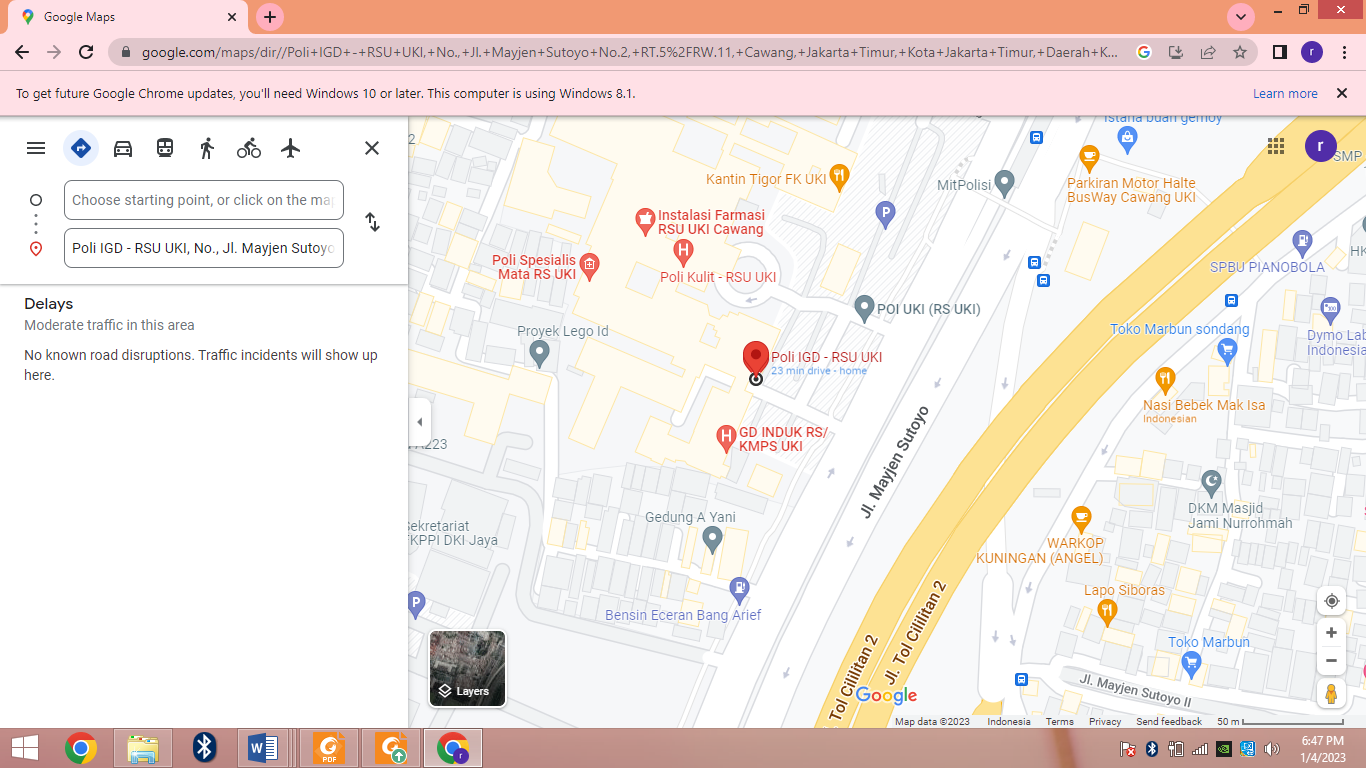 Google Maps
google.com/maps/dir//Poli+IGD+-+RSU+UKI,+No.,+Jl.+Mayjen+Sutoyo+No.2,+RT.5%2FRW.11,+Cawang,+Jakarta+Timur,+Kota+Jakarta+Timur,+Daerah+K...
r
To get future Google Chrome updates, you'll need Windows 10 or later. This computer is using Windows 8.1.
Learn more
Choose starting point, or click on the ma
Poli IGD - RSU UKI, No., Jl. Mayjen Sutoyo
Delays
Moderate traffic in this area
No known road disruptions. Traffic incidents will show up
here.
2
Istana buah gemoy
r
SMP
Kantin Tigor FK UKI
MitPolisi
Parkiran Motor Halte
BusWay Cawang UKI
P
Instalasi Farmasi
RSU UKI Cawang
H
Poli Kulit - RSU UKI
Poli Spesialis
Mata RS UKI
HK
SPBU PIANOBOLA
POI UKI (RS UKI)
Proyek Lego Id
Toko Marbun sondang
Dymo Lab
Indonesia
Poli IGD - RSU UKI
23 min drive - home
Nasi Bebek Mak Isa
Indonesian
H
GD INDUK RS/
KMPS UKI
A223
Jl. Mayjen Sutoyo
Gedung A Yani
DKM Masjid
Jami Nurrohmah
Sekretariat
FKPPI DKI Jaya
WARKOP
KUNINGAN (ANGEL)
Lapo Siboras
P
Bensin Eceran Bang Arief
Toko Marbun
Tol Cililitan 2
Jl. Tol Cililitan 2
Jl. Mayjen Sutoyo II
Layers
Google
Map data ©2023
Indonesia
Terms
Privacy
Send feedback
50 m
W
PDF
r
6:47 PM
1/4/2023